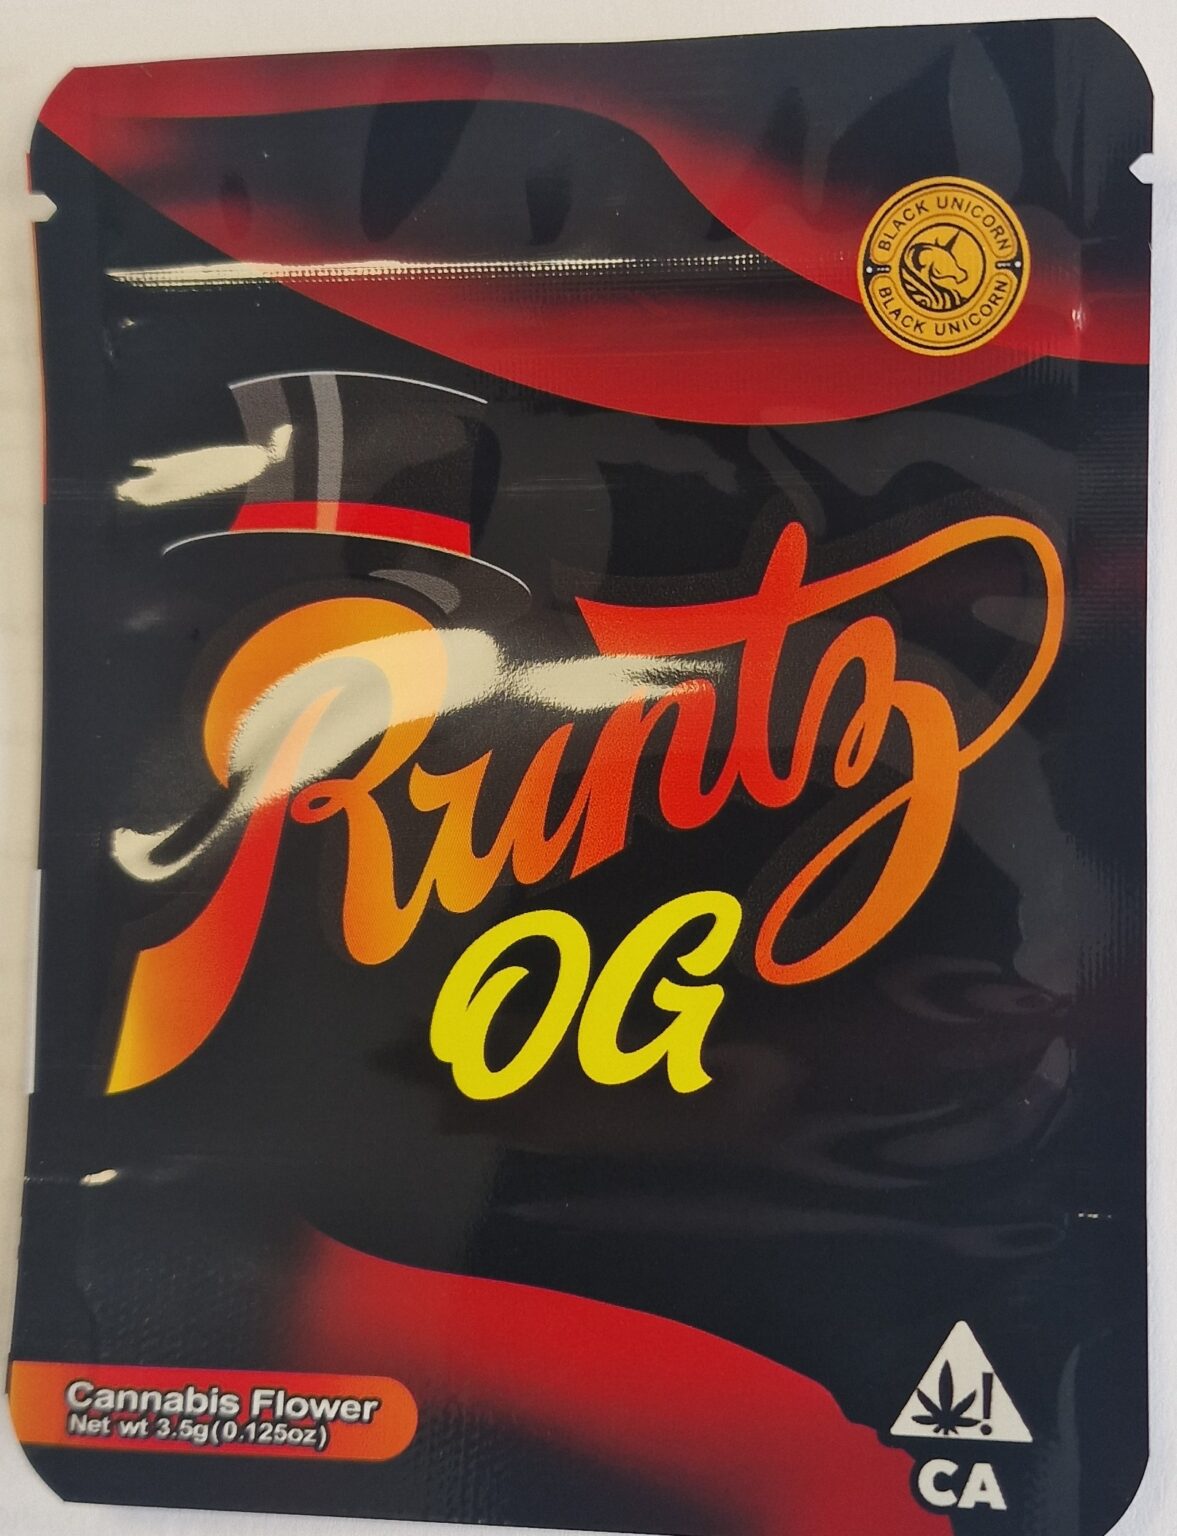 BLACK UNICORN
BLACK UNICORN
Runtz
OG
Cannabis Flower
Net wt 3.5g(0.125oz)
!
CA